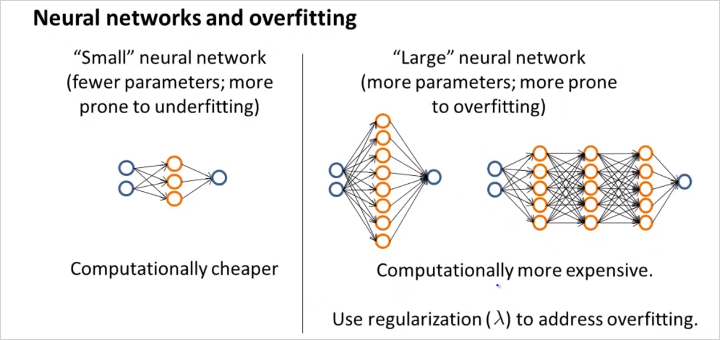 Neural networks and overfitting
“Small” neural network
(fewer parameters; more
prone to underfitting)
Computationally cheaper
“Large” neural network
(more parameters; more prone
to overfitting)
Computationally more expensive.
Use regularization (λ) to address overfitting.